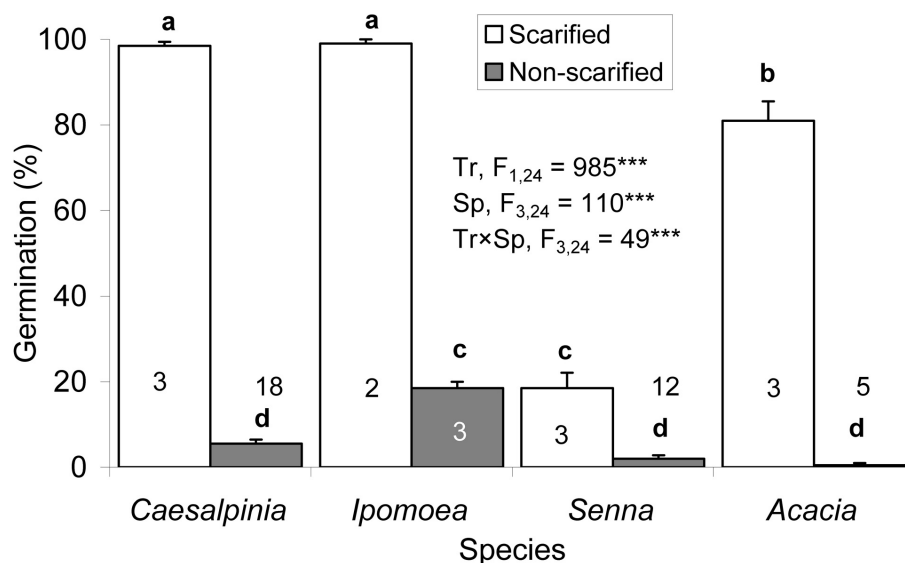 Germination (%)
100
80
60
40
20
0
a
a
b
Scarified
Non-scarified
Tr, F1,24 = 985***
Sp, F3,24 = 110***
Tr×Sp, F3,24 = 49***
c
c
3
18
2
12
3
5
d
3
3
d
d
Caesalpinia
Ipomoea
Senna
Acacia
Species